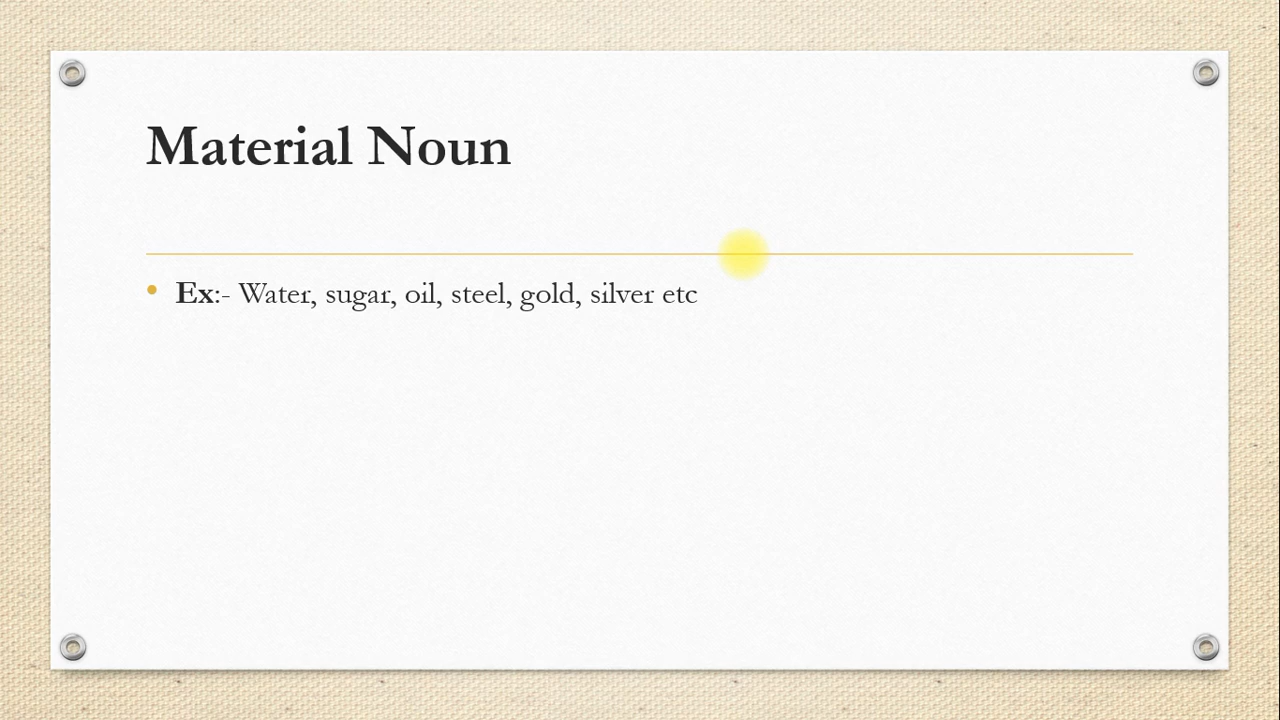 Material Noun
Ex:- Water, sugar, oil, steel, gold, silver etc